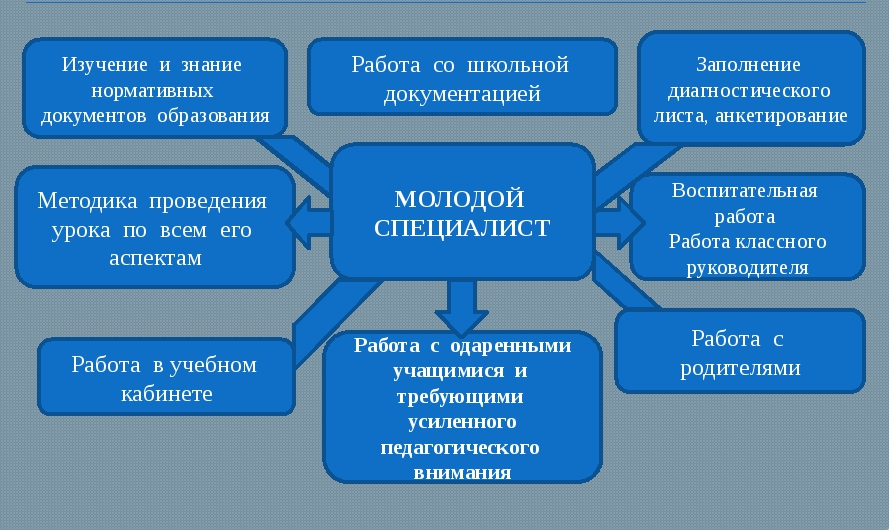 Изучение и знание
нормативных
документов образования
Работа со школьной
документацией
Заполнение
диагностического
листа, анкетирование
Методика проведения
урока по всем его
аспектам
МОЛОДОЙ
СПЕЦИАЛИСТ
Воспитательная
работа
Работа классного
руководителя
Работа в учебном
кабинете
Работа с одаренными
учащимися и
требующими
усиленного
педагогического
внимания
Работа с
родителями